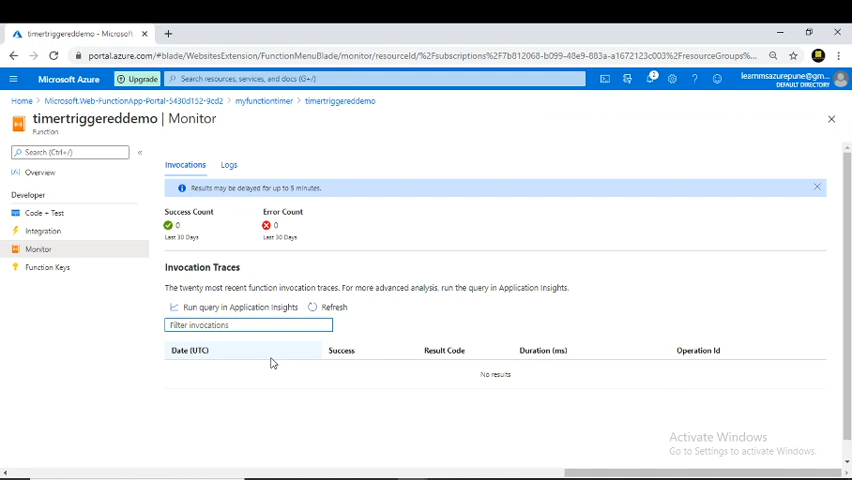 timertriggereddemo - Microsoft
portal.azure.com/#blade/WebsitesExtension/FunctionMenuBlade/monitor/resourceId/%2Fsubscriptions%2F7b812068-b099-48e9-883a-a1672123c003%2FresourceGroups%...
Microsoft Azure
Upgrade
Search resources, services, and docs (G+/)
2
learnmsazurepune@gm...
DEFAULT DIRECTORY
Home > Microsoft.Web-FunctionApp-Portal-5430d152-9cd2 > myfunctiontimer > timertriggereddemo
timertriggereddemo | Monitor
Function
Search (Ctrl+/)
Overview
Developer
Code + Test
Integration
Monitor
Function Keys
Invocations Logs
Results may be delayed for up to 5 minutes.
Success Count Error Count
0 0
Last 30 Days Last 30 Days
Invocation Traces
The twenty most recent function invocation traces. For more advanced analysis, run the query in Application Insights.
Run query in Application Insights Refresh
Filter invocations
Date (UTC) Success Result Code Duration (ms) Operation Id
No results
Activate Windows
Go to Settings to activate Windows.